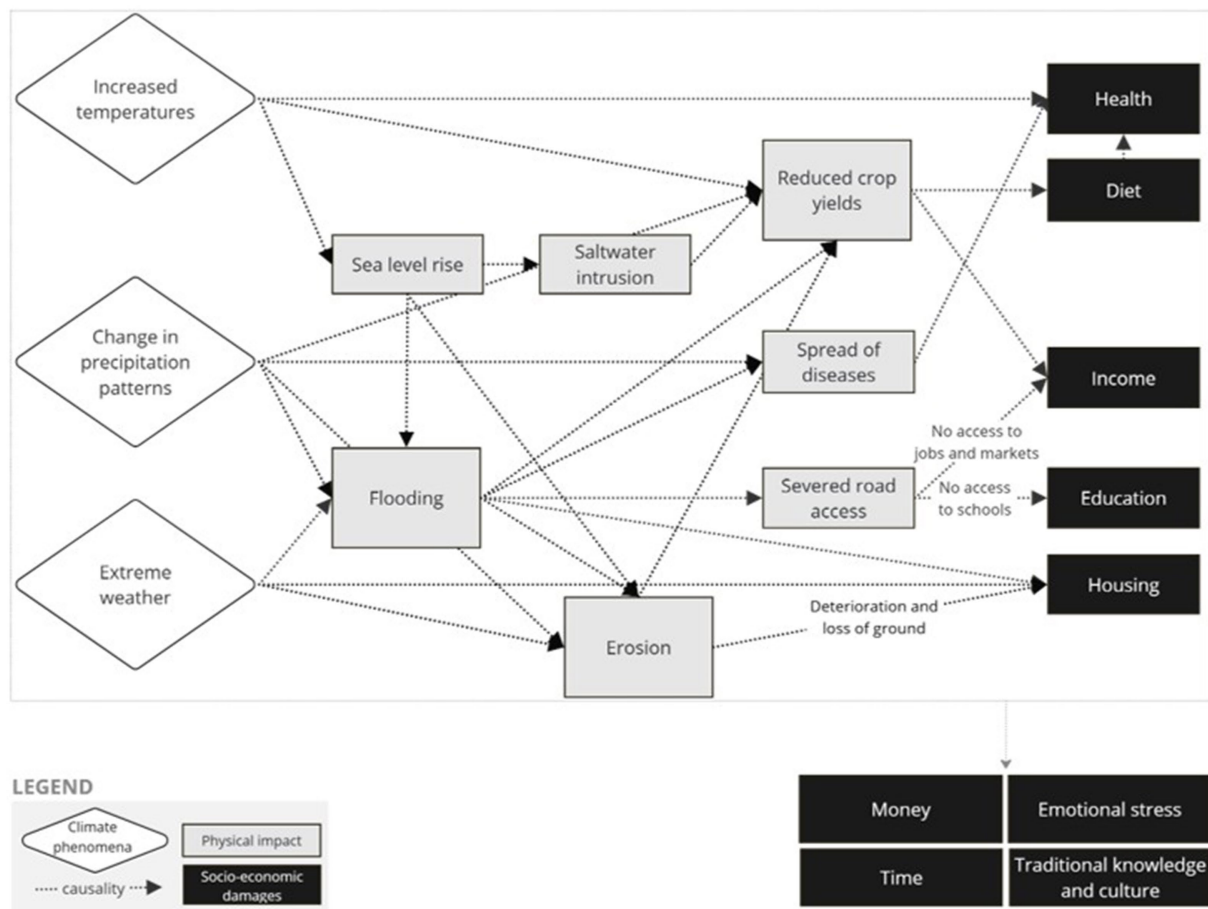 Increased
temperatures
Health
Reduced crop
yields
Diet
Sea level rise
Saltwater
intrusion
Change in
precipitation
patterns
Spread of
diseases
Income
No access to
jobs and markets
Flooding
Severed road
access
No access
to schools
Education
Extreme
weather
Housing
Deterioration and
loss of ground
Erosion
LEGEND
Climate
phenomena
Physical impact
causality
Socio-economic
damages
Money
Emotional stress
Time
Traditional knowledge
and culture